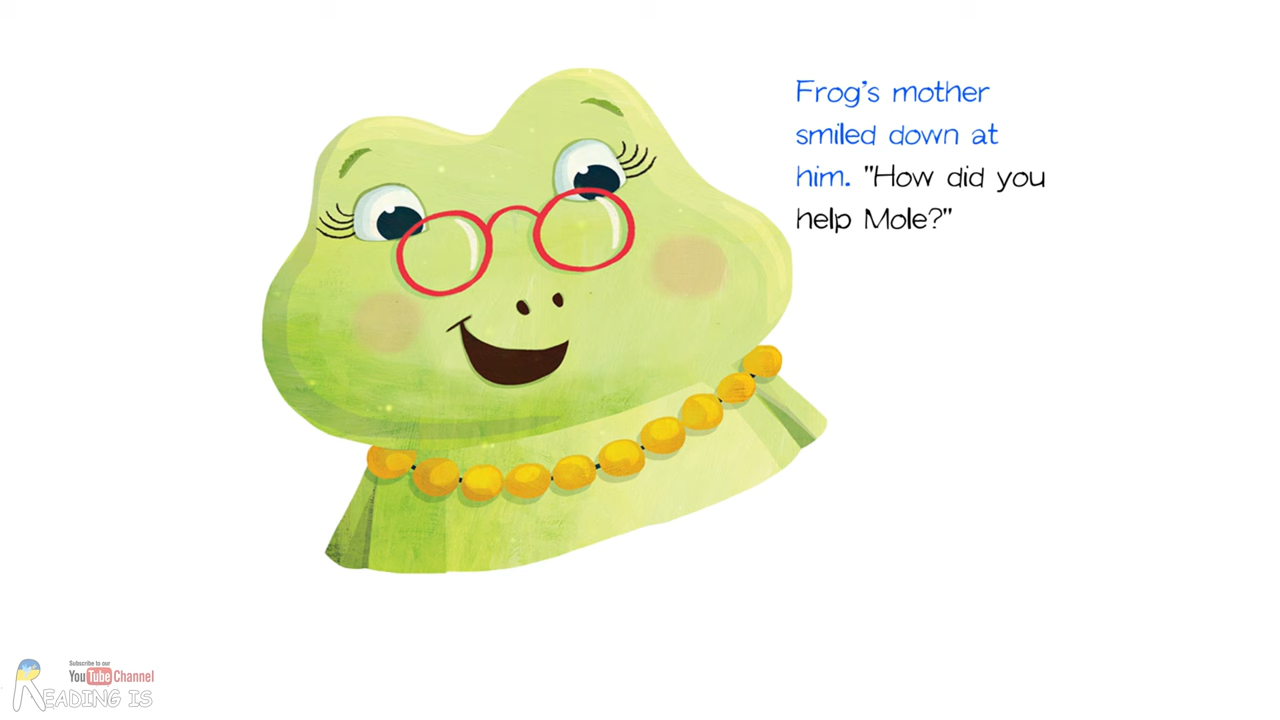 Frog's mother
smiled down at
him. "How did you
help Mole?"
Subscribe to our
YouTube Channel
READING IS